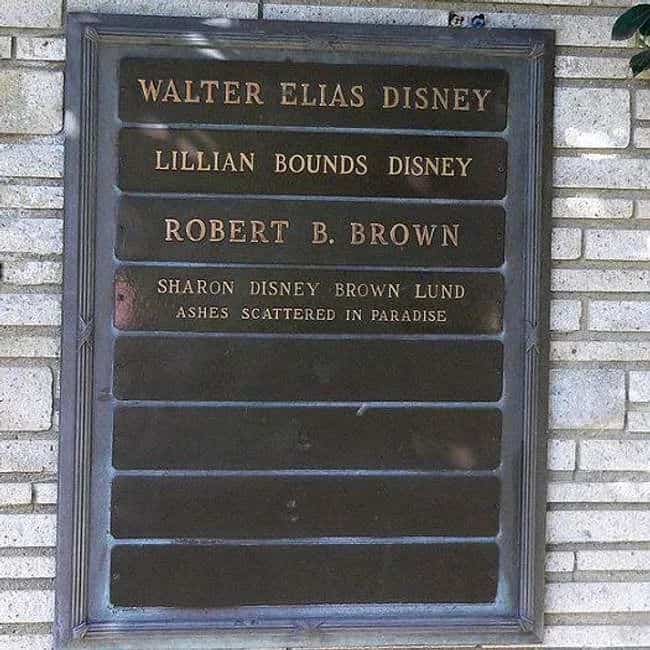 WALTER ELIAS DISNEY
LILLIAN BOUNDS DISNEY
ROBERT B. BROWN
SHARON DISNEY BROWN LUND
ASHES SCATTERED IN PARADISE